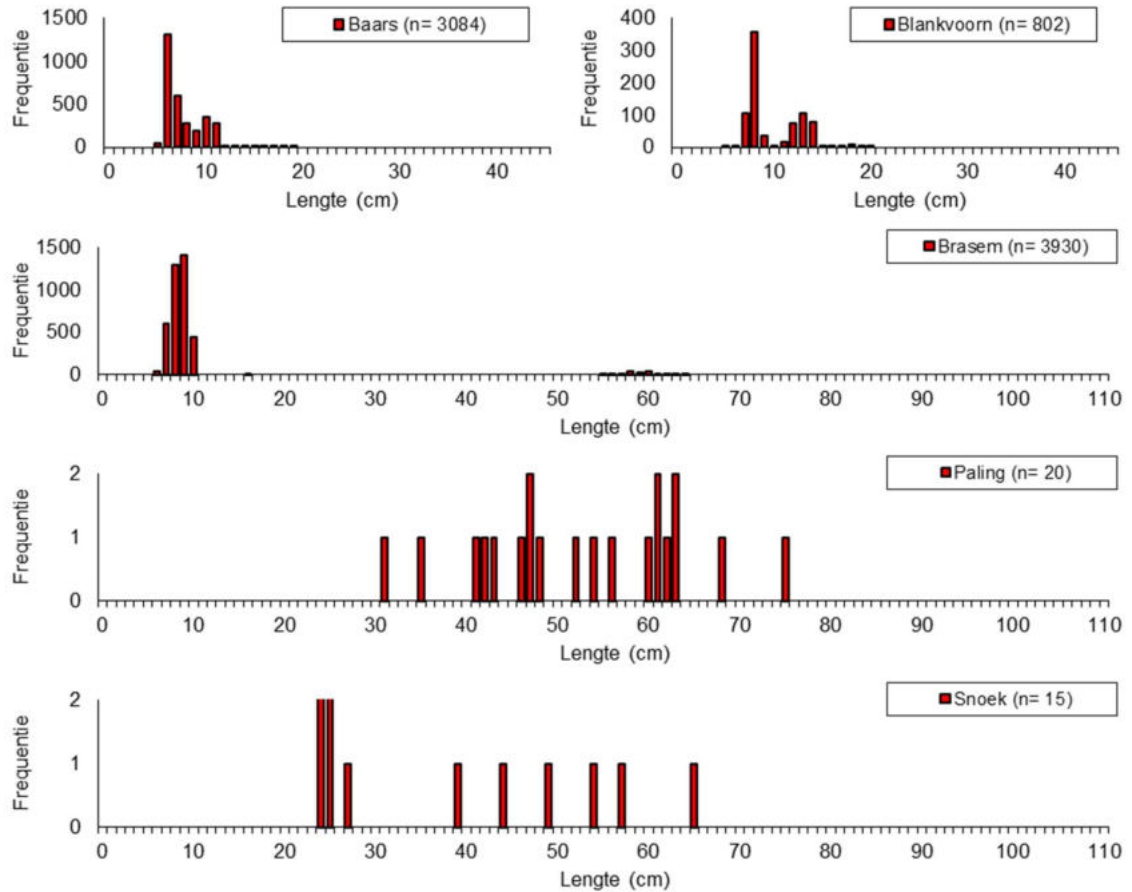 Baars (n= 3084)
Frequentie
1500
1000
500
0
0 10 20 30 40
Lengte (cm)
Blankvoorn (n= 802)
Frequentie
400
300
200
100
0
0 10 20 30 40
Lengte (cm)
Brasem (n= 3930)
Frequentie
1500
1000
500
0
0 10 20 30 40 50 60 70 80 90 100 110
Lengte (cm)
Paling (n= 20)
Frequentie
2
1
0
0 10 20 30 40 50 60 70 80 90 100 110
Lengte (cm)
Snoek (n= 15)
Frequentie
2
1
0
0 10 20 30 40 50 60 70 80 90 100 110
Lengte (cm)